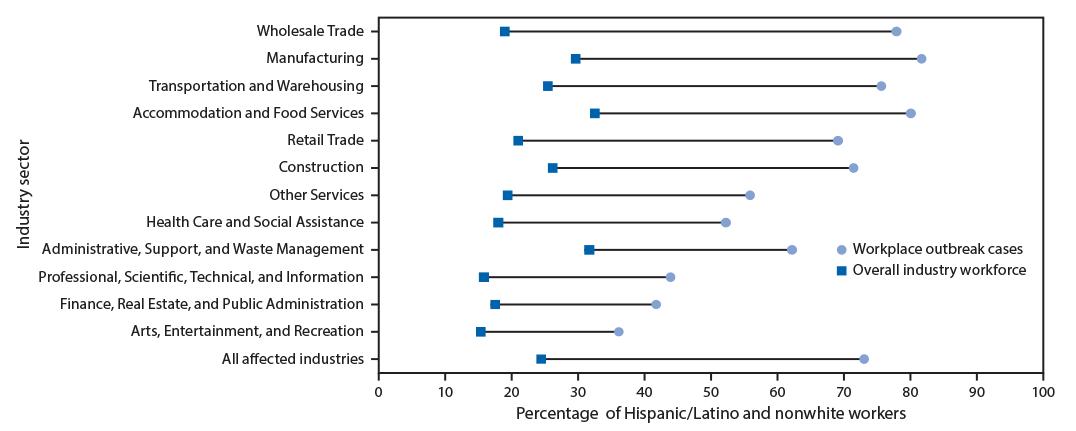 Wholesale Trade
Manufacturing
Transportation and Warehousing
Accommodation and Food Services
Retail Trade
Construction
Other Services
Health Care and Social Assistance
Administrative, Support, and Waste Management
Professional, Scientific, Technical, and Information
Finance, Real Estate, and Public Administration
Arts, Entertainment, and Recreation
All affected industries
Industry sector
Workplace outbreak cases
Overall industry workforce
0 10 20 30 40 50 60 70 80 90 100
Percentage of Hispanic/Latino and nonwhite workers